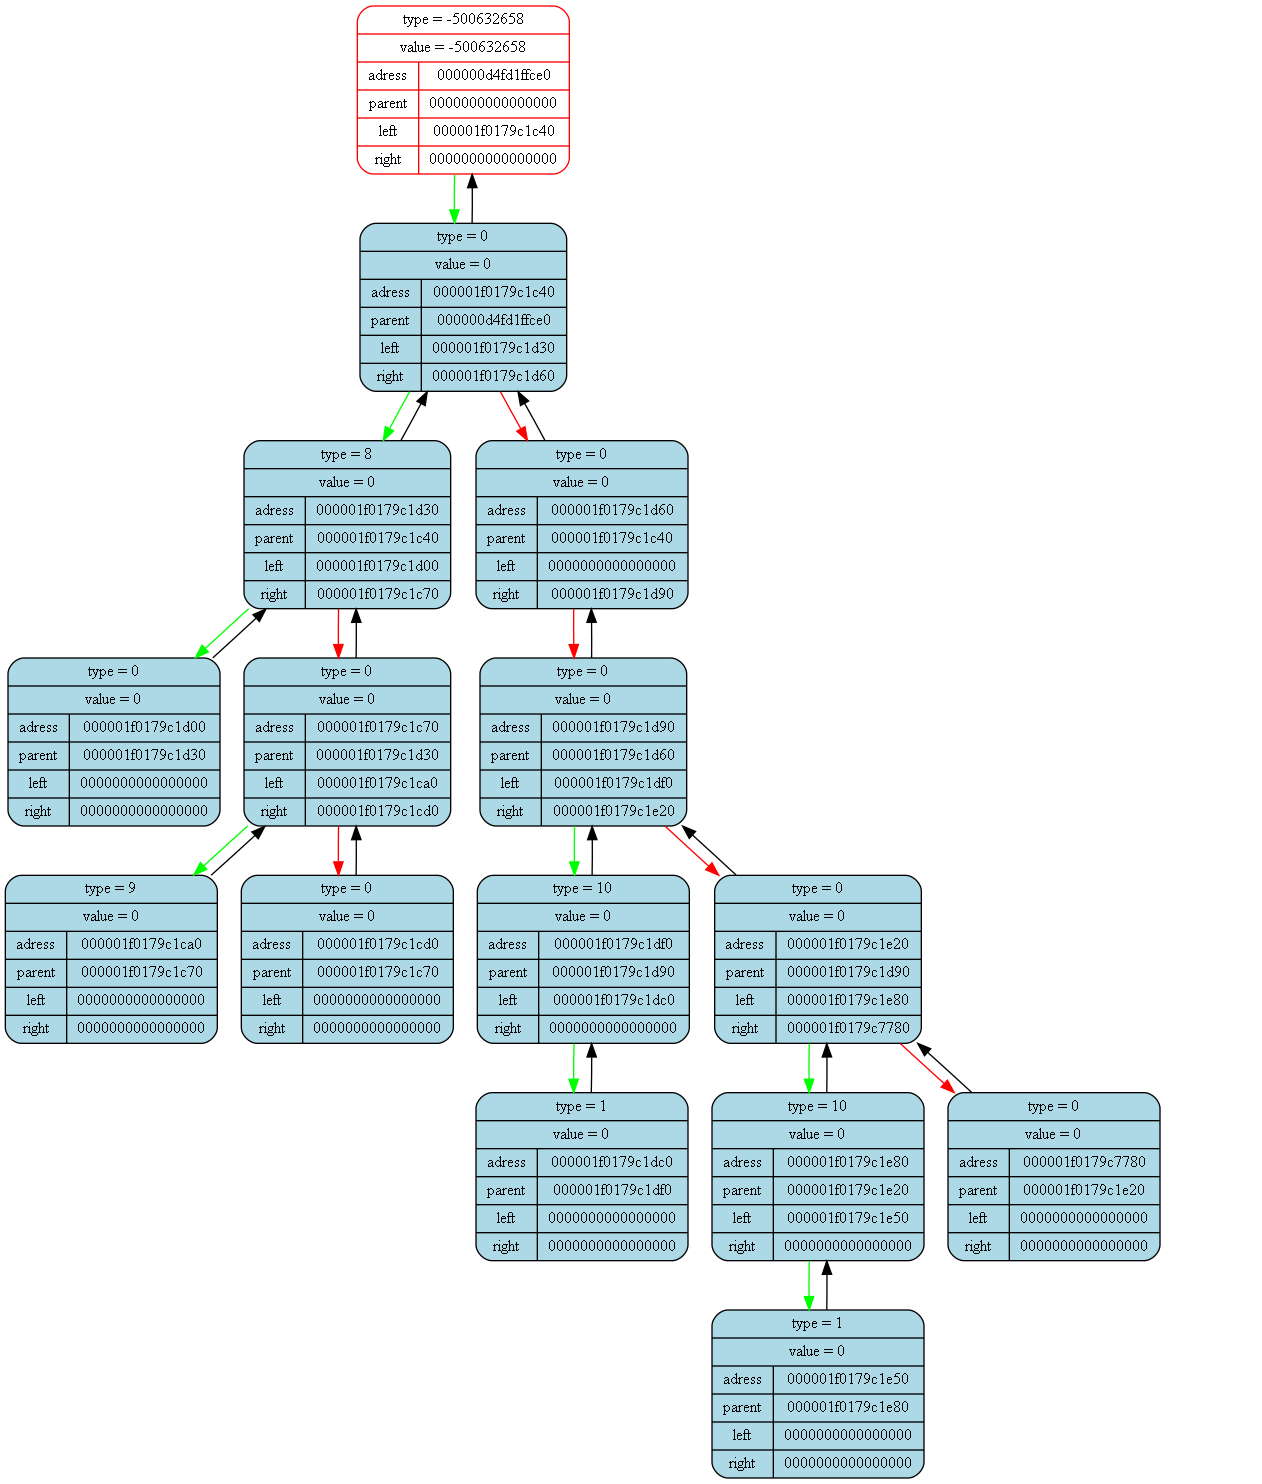 type = -500632658
value = -500632658
adress 000000d4fd1ffce0
parent 0000000000000000
left 000001f0179c1c40
right 0000000000000000
type = 0
value = 0
adress 000001f0179c1c40
parent 000000d4fd1ffce0
left 000001f0179c1d30
right 000001f0179c1d60
type = 8
value = 0
adress 000001f0179c1d30
parent 000001f0179c1c40
left 000001f0179c1d00
right 000001f0179c1c70
type = 0
value = 0
adress 000001f0179c1d60
parent 000001f0179c1c40
left 0000000000000000
right 000001f0179c1d90
type = 0
value = 0
adress 000001f0179c1d00
parent 000001f0179c1d30
left 0000000000000000
right 0000000000000000
type = 0
value = 0
adress 000001f0179c1c70
parent 000001f0179c1d30
left 000001f0179c1ca0
right 000001f0179c1cd0
type = 0
value = 0
adress 000001f0179c1d90
parent 000001f0179c1d60
left 000001f0179c1df0
right 000001f0179c1e20
type = 9
value = 0
adress 000001f0179c1ca0
parent 000001f0179c1c70
left 0000000000000000
right 0000000000000000
type = 0
value = 0
adress 000001f0179c1cd0
parent 000001f0179c1c70
left 0000000000000000
right 0000000000000000
type = 10
value = 0
adress 000001f0179c1df0
parent 000001f0179c1d90
left 000001f0179c1dc0
right 0000000000000000
type = 0
value = 0
adress 000001f0179c1e20
parent 000001f0179c1d90
left 000001f0179c1e80
right 000001f0179c7780
type = 1
value = 0
adress 000001f0179c1dc0
parent 000001f0179c1df0
left 0000000000000000
right 0000000000000000
type = 10
value = 0
adress 000001f0179c1e80
parent 000001f0179c1e20
left 000001f0179c1e50
right 0000000000000000
type = 0
value = 0
adress 000001f0179c7780
parent 000001f0179c1e20
left 0000000000000000
right 0000000000000000
type = 1
value = 0
adress 000001f0179c1e50
parent 000001f0179c1e80
left 0000000000000000
right 0000000000000000